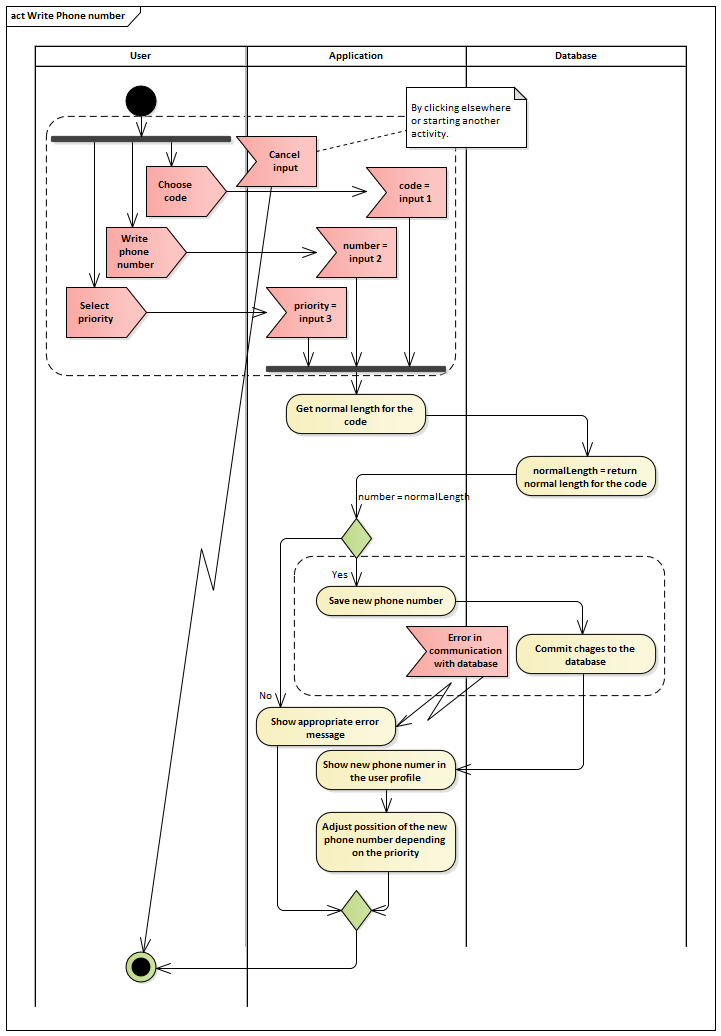 act Write Phone number
User
Application
Database
By clicking elsewhere
or starting another
activity.
Cancel
input
Choose
code
code =
input 1
Write
phone
number
number =
input 2
Select
priority
priority =
input 3
Get normal length for the
code
normalLength = return
normal length for the code
number = normalLength
Yes
Save new phone number
Error in
communication
with database
Commit chages to the
database
No
Show appropriate error
message
Show new phone numer in
the user profile
Adjust possition of the new
phone number depending
on the priority